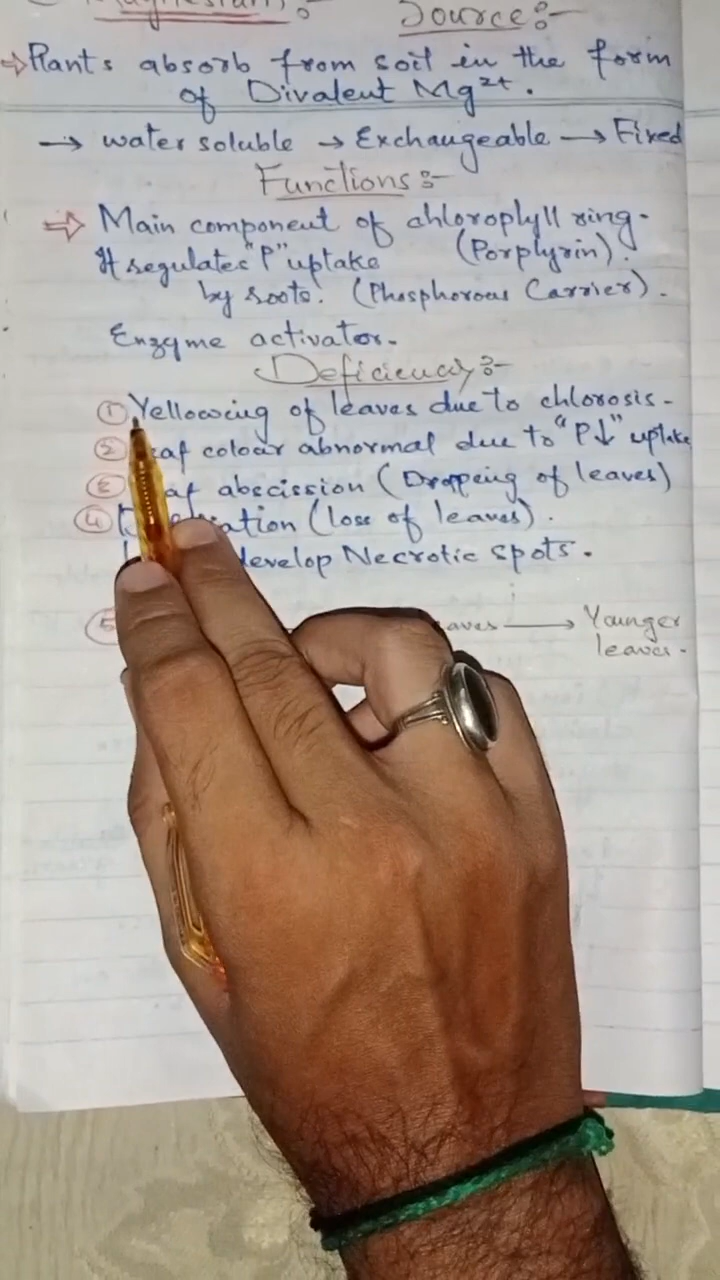 Magnesium:- Source:-
⇒ Plants absorb from soil in the form
of Divalent Mg²⁺.
→ water soluble → Exchangeable → Fixed
Functions:-
⇒ Main component of chlorophyll ring.
It regulates "P" uptake (Porplyrin).
by roots. (Phosphorous Carrier).
Enzyme activator.
Deficiency:-
① Yellowing of leaves due to chlorosis.
② colour abnormal due to "P↓" uptake
③ abscission (Dropping of leaves)
④ (loss of leaves).
develop Necrotic spots.
⑤ → Younger
leaves.